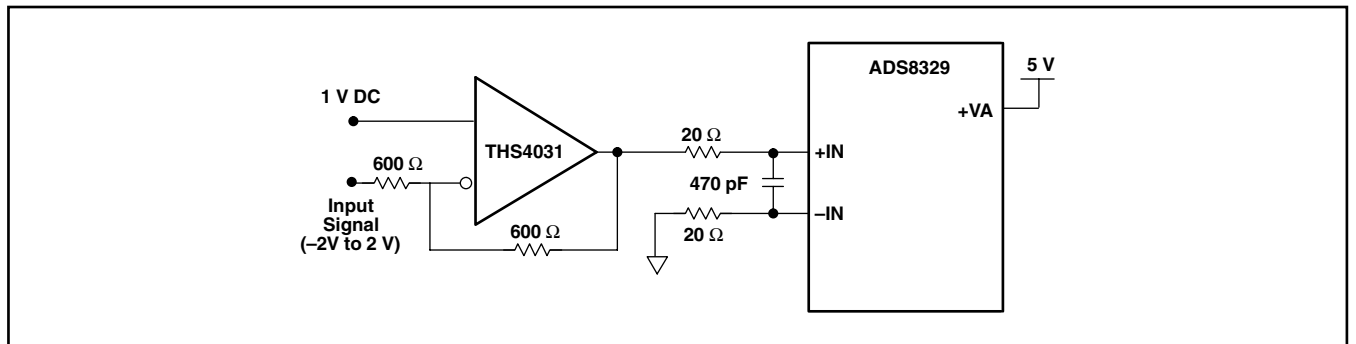 ADS8329
5 V
+VA
1 V DC
THS4031
600 Ω
Input
Signal
(–2V to 2 V)
600 Ω
20 Ω
+IN
470 pF
–IN
20 Ω